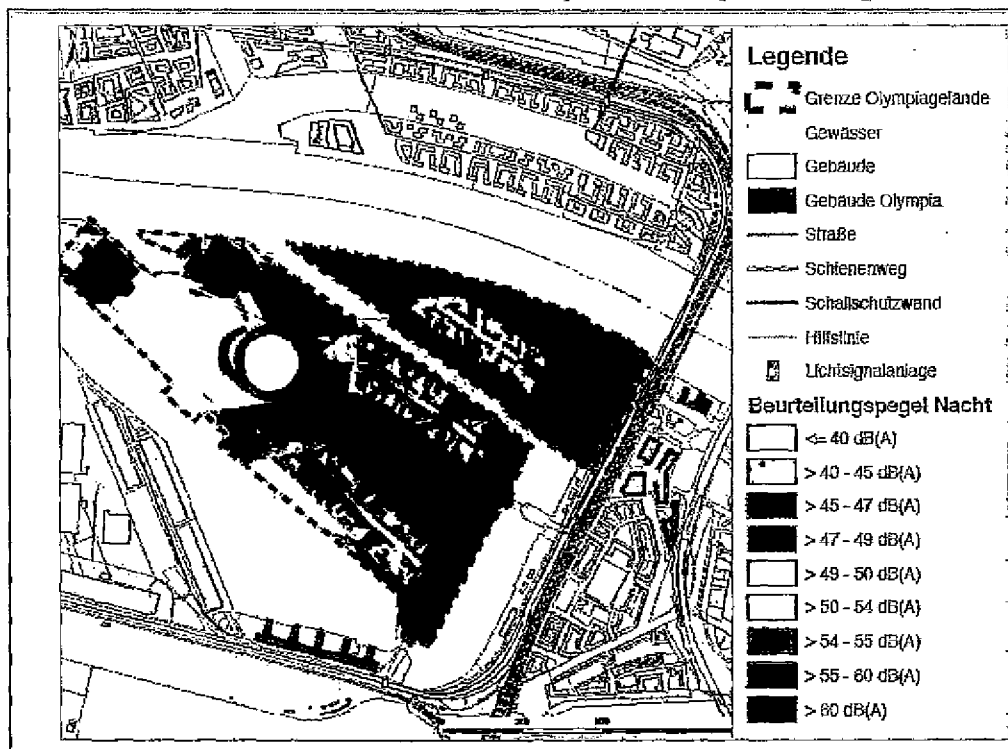 Legende
Grenze Olympiagelände
Gewässer
Gebäude
Gebäude Olympia
Straße
Schienenweg
Schallschutzwand
Hilfslinie
Lichtsignalanlage
Beurteilungspegel Nacht
<= 40 dB(A)
> 40 - 45 dB(A)
> 45 - 47 dB(A)
> 47 - 49 dB(A)
> 49 - 50 dB(A)
> 50 - 54 dB(A)
> 54 - 55 dB(A)
> 55 - 60 dB(A)
> 60 dB(A)